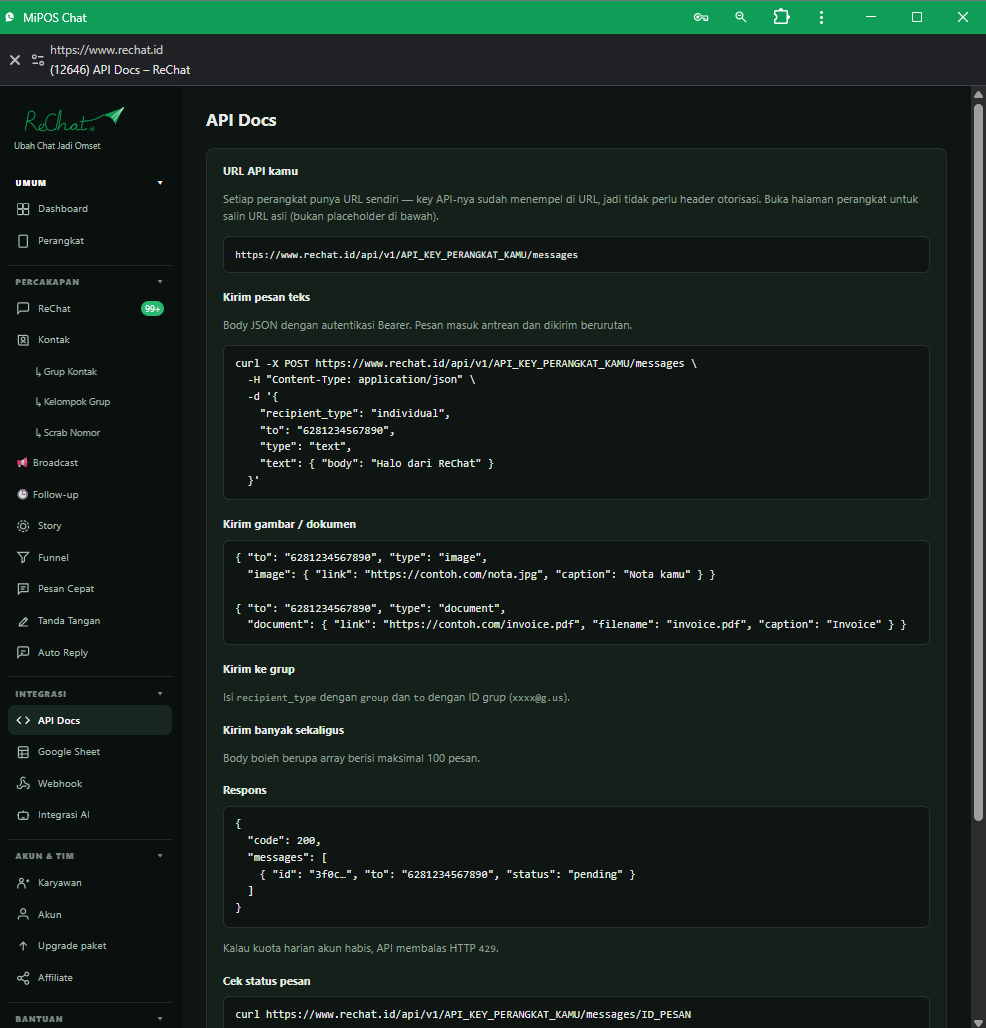 MiPOS Chat
https://www.rechat.id
(12646) API Docs – ReChat
ReChat.id
Ubah Chat Jadi Omset
UMUM
Dashboard
Perangkat
PERCAKAPAN
ReChat 99+
Kontak
Grup Kontak
Kelompok Grup
Scrab Nomor
Broadcast
Follow-up
Story
Funnel
Pesan Cepat
Tanda Tangan
Auto Reply
INTEGRASI
API Docs
Google Sheet
Webhook
Integrasi AI
AKUN & TIM
Karyawan
Akun
Upgrade paket
Affiliate
BANTUAN
API Docs
URL API kamu
Setiap perangkat punya URL sendiri — key API-nya sudah menempel di URL, jadi tidak perlu header otorisasi. Buka halaman perangkat untuk
salin URL asli (bukan placeholder di bawah).
https://www.rechat.id/api/v1/API_KEY_PERANGKAT_KAMU/messages
Kirim pesan teks
Body JSON dengan autentikasi Bearer. Pesan masuk antrean dan dikirim berurutan.
curl -X POST https://www.rechat.id/api/v1/API_KEY_PERANGKAT_KAMU/messages \
-H "Content-Type: application/json" \
-d '{
"recipient_type": "individual",
"to": "6281234567890",
"type": "text",
"text": { "body": "Halo dari ReChat" }
}'
Kirim gambar / dokumen
{ "to": "6281234567890", "type": "image",
"image": { "link": "https://contoh.com/nota.jpg", "caption": "Nota kamu" } }
{ "to": "6281234567890", "type": "document",
"document": { "link": "https://contoh.com/invoice.pdf", "filename": "invoice.pdf", "caption": "Invoice" } }
Kirim ke grup
Isi recipient_type dengan group dan to dengan ID grup (xxxx@g.us).
Kirim banyak sekaligus
Body boleh berupa array berisi maksimal 100 pesan.
Respons
{
"code": 200,
"messages": [
{ "id": "3f0c…", "to": "6281234567890", "status": "pending" }
]
}
Kalau kuota harian akun habis, API membalas HTTP 429.
Cek status pesan
curl https://www.rechat.id/api/v1/API_KEY_PERANGKAT_KAMU/messages/ID_PESAN